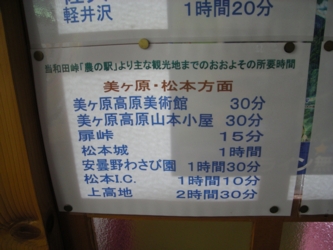 軽井沢 1時間20分
当和田峠「農の駅」より主な観光地までのおおよその所要時間
美ヶ原・松本方面
美ヶ原高原美術館 30分
美ヶ原高原山本小屋 30分
扉峠 15分
松本城 1時間
安曇野わさび園 1時間30分
松本I.C. 1時間10分
上高地 2時間30分